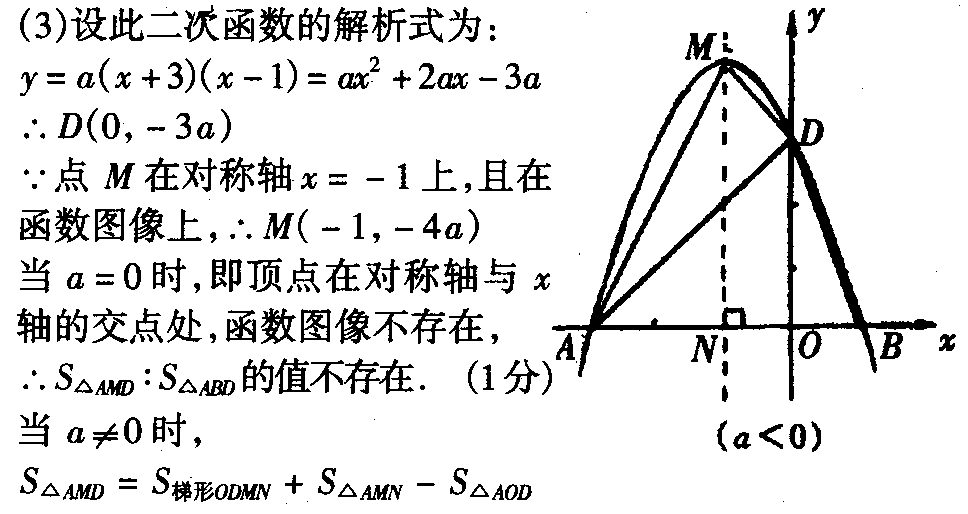 (3)设此二次函数的解析式为:
y = a(x + 3)(x - 1) = ax² + 2ax - 3a
∴ D(0, - 3a)
∵点 M 在对称轴 x = - 1 上,且在
函数图像上,∴ M( - 1, - 4a)
当 a = 0 时,即顶点在对称轴与 x
轴的交点处,函数图像不存在,
∴ S△AMD : S△ABD 的值不存在. (1分)
当 a ≠ 0 时,
S△AMD = S梯形ODMN + S△AMN - S△AOD
y
M
D
A
N
O
B
x
(a < 0)